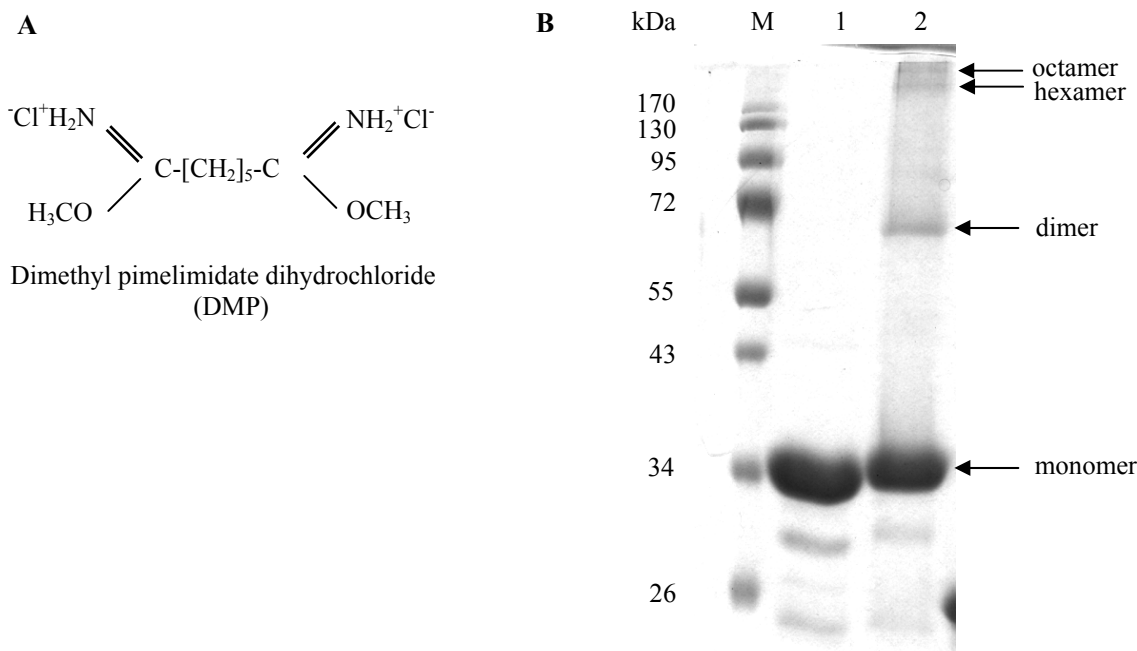 A
⁻Cl⁺H₂N NH₂⁺Cl⁻
C-[CH₂]₅-C
H₃CO OCH₃
Dimethyl pimelimidate dihydrochloride
(DMP)
B kDa M 1 2
octamer
hexamer
170
130
95
72
dimer
55
43
34 monomer
26